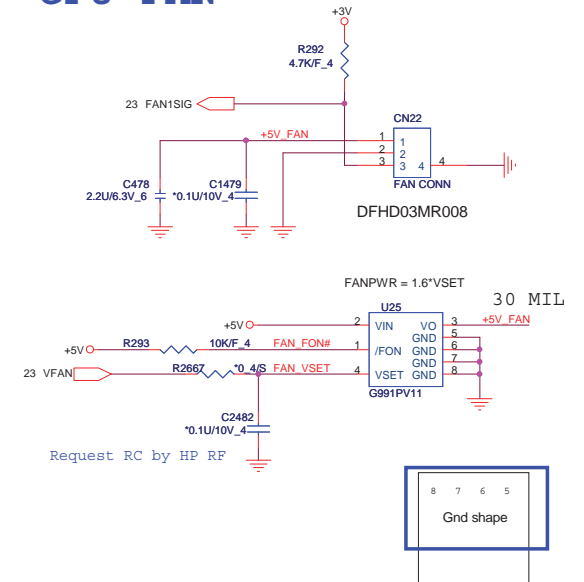 +3V
R292
4.7K/F_4
23 FAN1SIG
CN22
+5V_FAN
1 1
2 2
3 3 4 4
FAN CONN
C478
2.2U/6.3V_6
C1479
*0.1U/10V_4
DFHD03MR008
FANPWR = 1.6*VSET
30 MIL
U25
+5V 2 VIN VO 3 +5V_FAN
GND 5
+5V R293 10K/F_4 FAN_FON# 1 /FON GND 6
GND 7
23 VFAN R2667 *0_4/S FAN_VSET 4 VSET GND 8
G991PV11
C2482
*0.1U/10V_4
Request RC by HP RF
8 7 6 5
Gnd shape